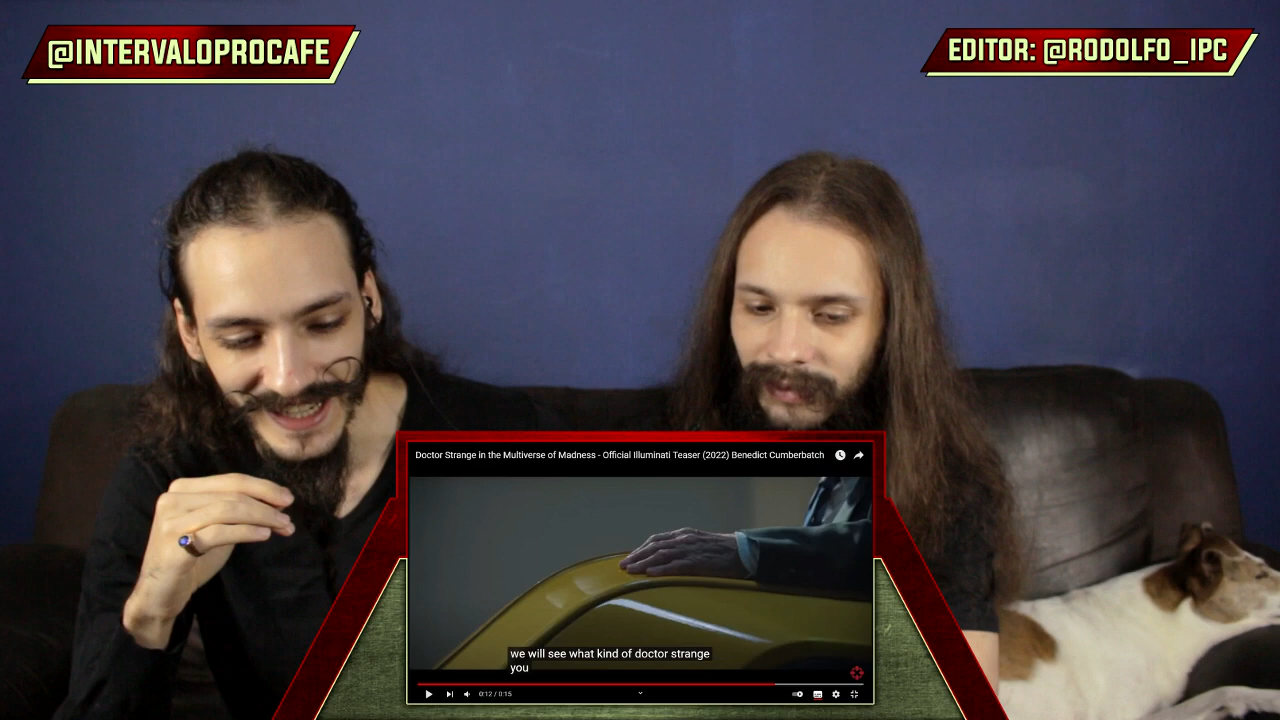 @INTERVALOPROCAFE
EDITOR: @RODOLFO_IPC
Doctor Strange in the Multiverse of Madness - Official Illuminati Teaser (2022) Benedict Cumberbatch
we will see what kind of doctor strange
you
0:12 / 0:15